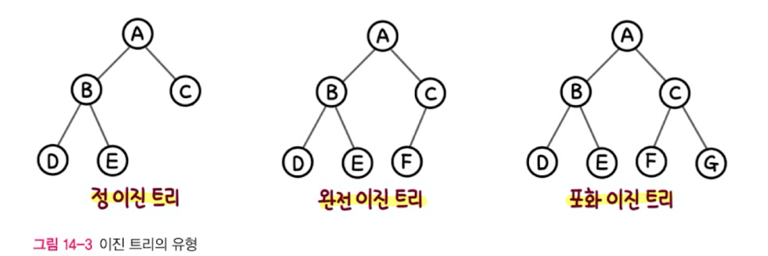 A A A
B C B C B C
D E D E F D E F G
정 이진 트리 완전 이진 트리 포화 이진 트리
그림 14-3 이진 트리의 유형